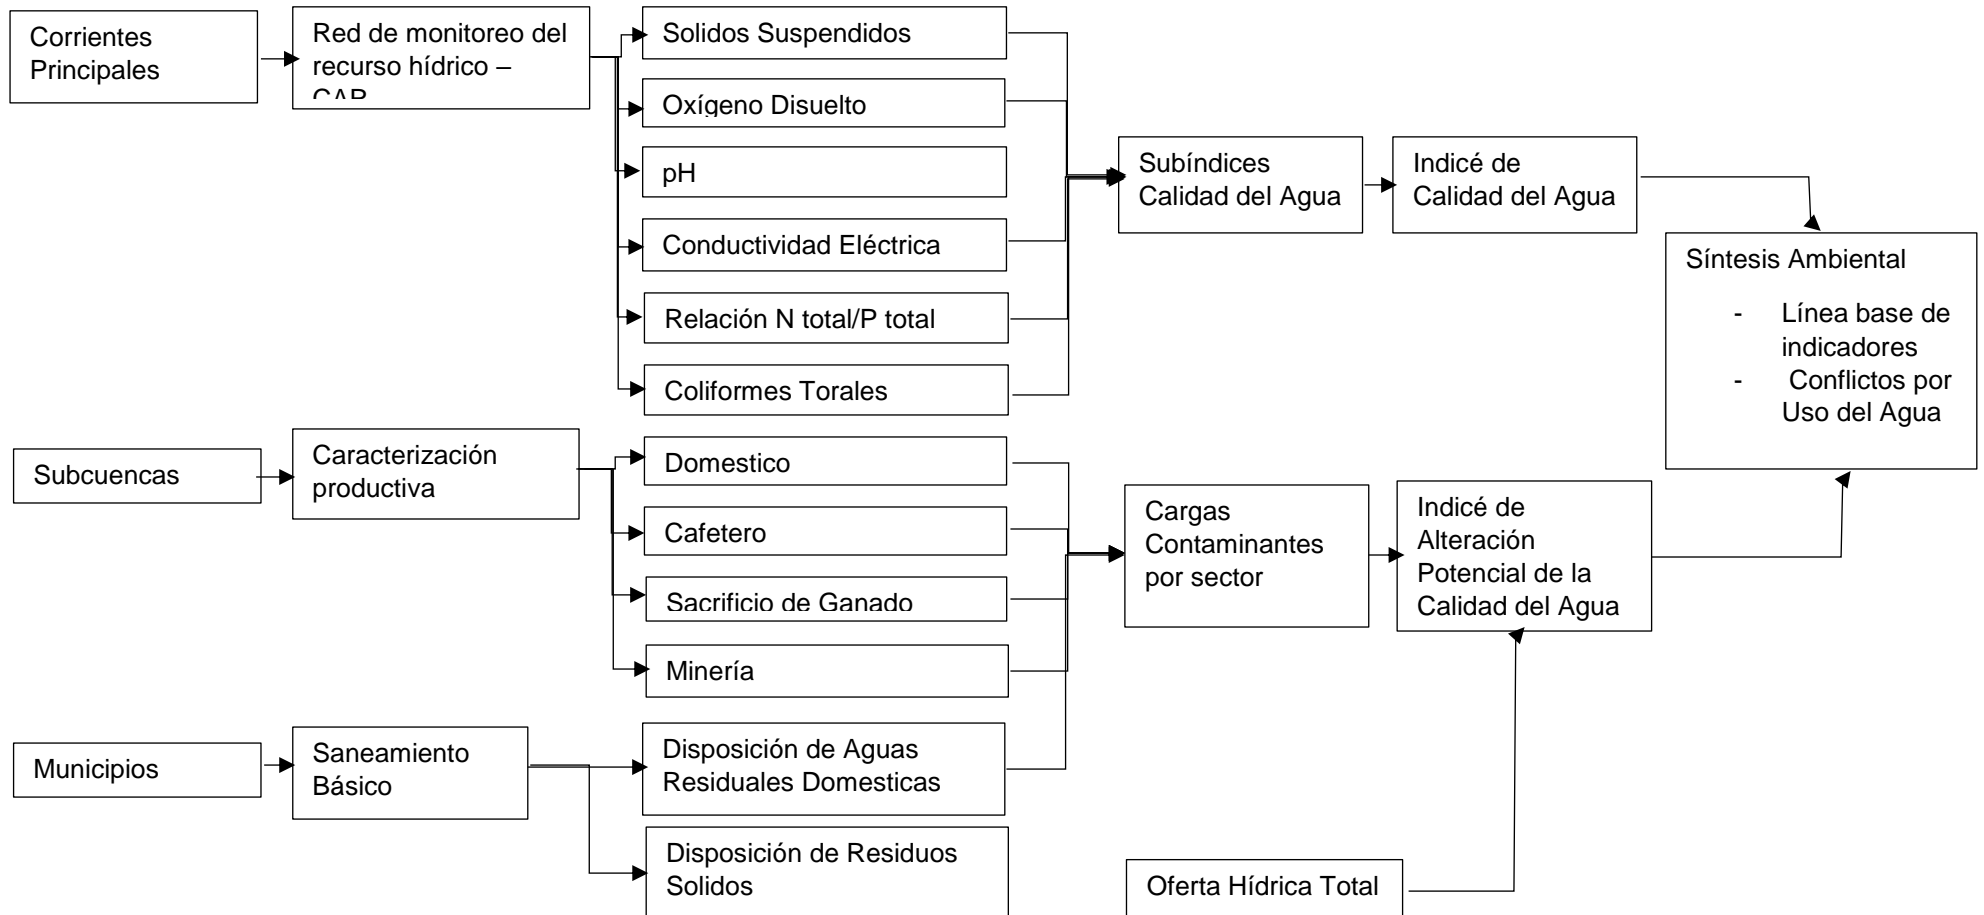 Corrientes
Principales
Red de monitoreo del
recurso hídrico –
CAR
Solidos Suspendidos
Oxígeno Disuelto
pH
Conductividad Eléctrica
Relación N total/P total
Coliformes Torales
Subíndices
Calidad del Agua
Indicé de
Calidad del Agua
Síntesis Ambiental
- Línea base de
indicadores
- Conflictos por
Uso del Agua
Subcuencas
Caracterización
productiva
Domestico
Cafetero
Sacrificio de Ganado
Minería
Cargas
Contaminantes
por sector
Indicé de
Alteración
Potencial de la
Calidad del Agua
Municipios
Saneamiento
Básico
Disposición de Aguas
Residuales Domesticas
Disposición de Residuos
Solidos
Oferta Hídrica Total